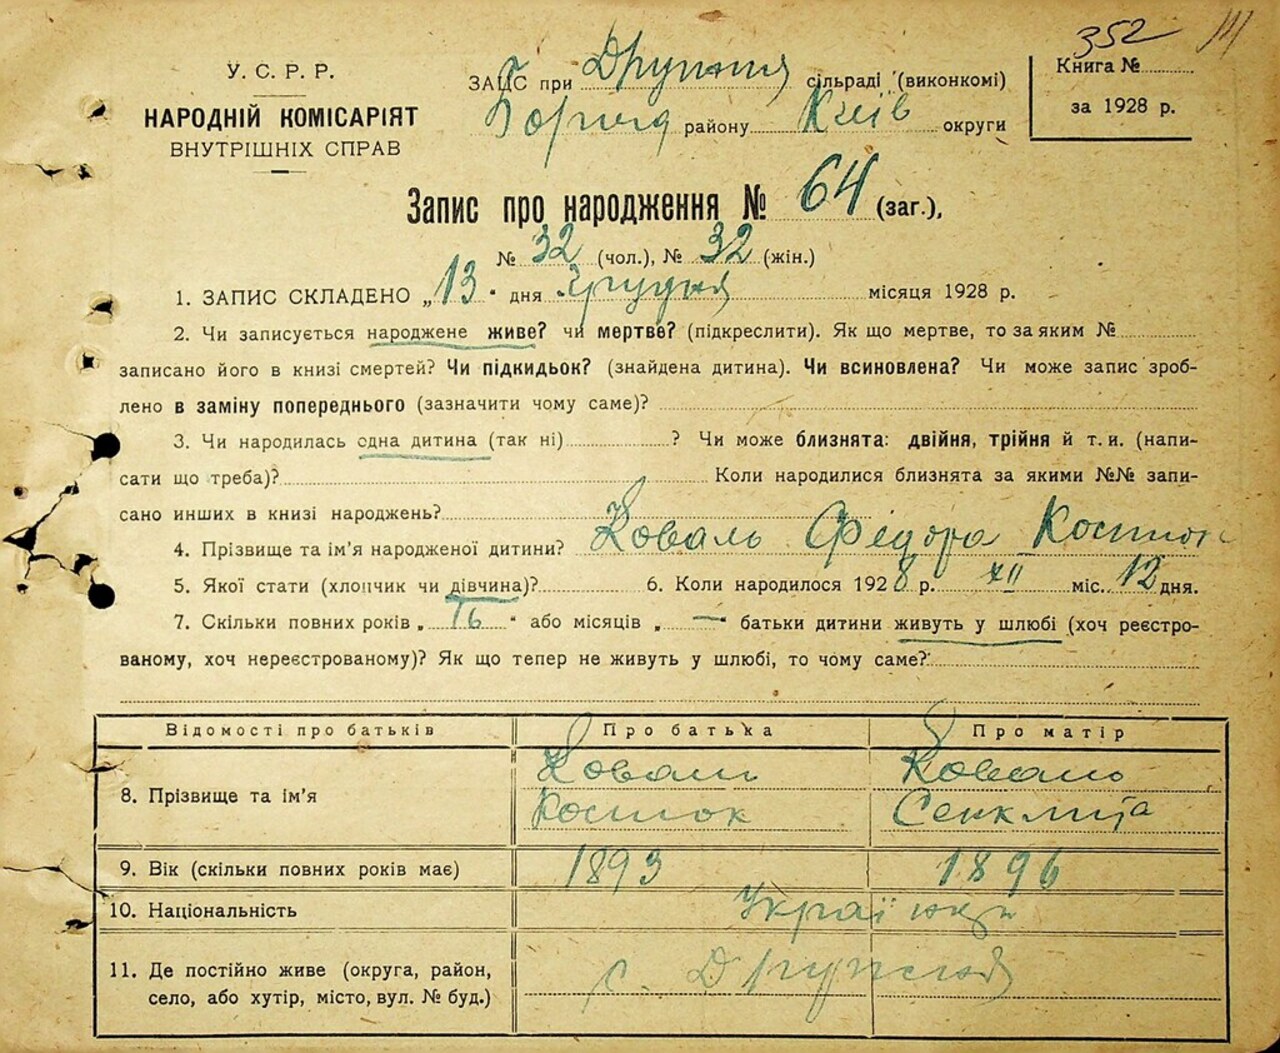 352
У. С. Р. Р.
НАРОДНІЙ КОМІСАРІЯТ
ВНУТРІШНІХ СПРАВ
ЗАЦС при сільраді (виконкомі)
району Київ округи
Книга №
за 1928 р.
Запис про народження № 64 (заг.),
№ 32 (чол.), № 32 (жін.)
1. ЗАПИС СКЛАДЕНО „ 13 " дня Грудня місяця 1928 р.
2. Чи записується народжене живе? чи мертве? (підкреслити). Як що мертве, то за яким №
записано його в книзі смертей? Чи підкидьок? (знайдена дитина). Чи всиновлена? Чи може запис зроб-
лено в заміну попереднього (зазначити чому саме)?
3. Чи народилась одна дитина (так ні) ? Чи може близнята: двійня, трійня й т. и. (напи-
сати що треба)? Коли народилися близнята за якими №№ запи-
сано инших в книзі народжень?
4. Прізвище та ім'я народженої дитини? Коваль Федора
5. Якої стати (хлопчик чи дівчина)? 6. Коли народилося 1928 р. XII міс. 12 дня.
7. Скільки повних років „ 16 " або місяців „ — " батьки дитини живуть у шлюбі (хоч реєстро-
ваному, хоч нереєстрованому)? Як що тепер не живуть у шлюбі, то чому саме?
Відомості про батьків Про батька Про матір
8. Прізвище та ім'я Коваль Костюк Коваль
9. Вік (скільки повних років має) 1893 1896
10. Національність Українци
11. Де постійно живе (округа, район,
село, або хутір, місто, вул. № буд.) с.